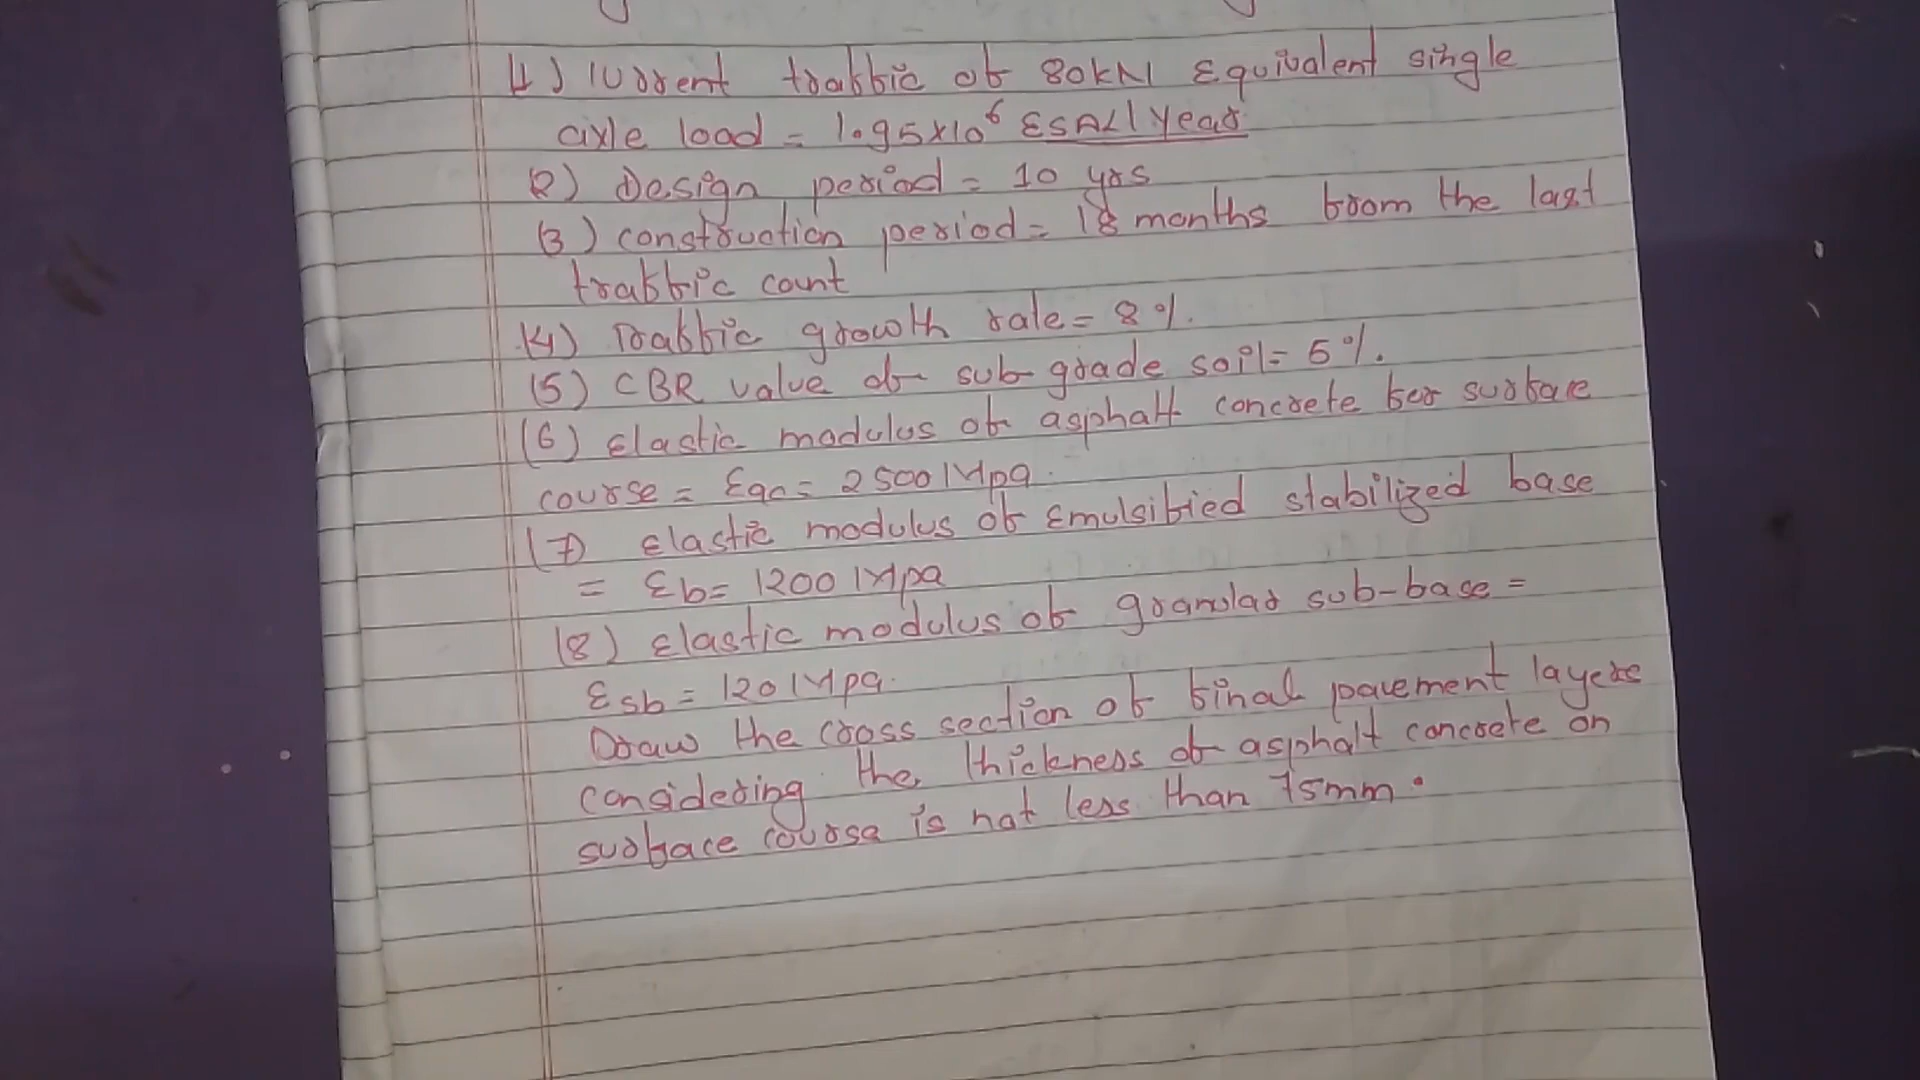 1) Current traffic of 80kN Equivalent single
axle load = 1.95x10⁶ ESAL/Year
(2) Design period = 10 yrs
(3) construction period = 18 months from the last
traffic count
(4) Traffic growth rate = 8%.
(5) CBR value of sub grade soil = 5%.
(6) Elastic modulus of asphalt concrete for surface
course = Eac = 2500 Mpa.
(7) elastic modulus of Emulsified stabilized base
= Eb = 1200 Mpa
(8) Elastic modulus of granular sub-base =
Esb = 120 Mpa.
Draw the cross section of final pavement layers
considering the thickness of asphalt concrete on
surface course is not less than 75mm.